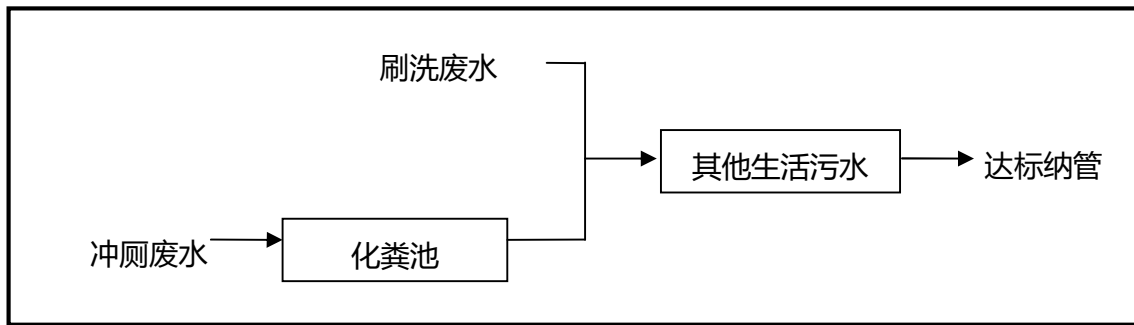 刷洗废水
其他生活污水
达标纳管
冲厕废水
化粪池